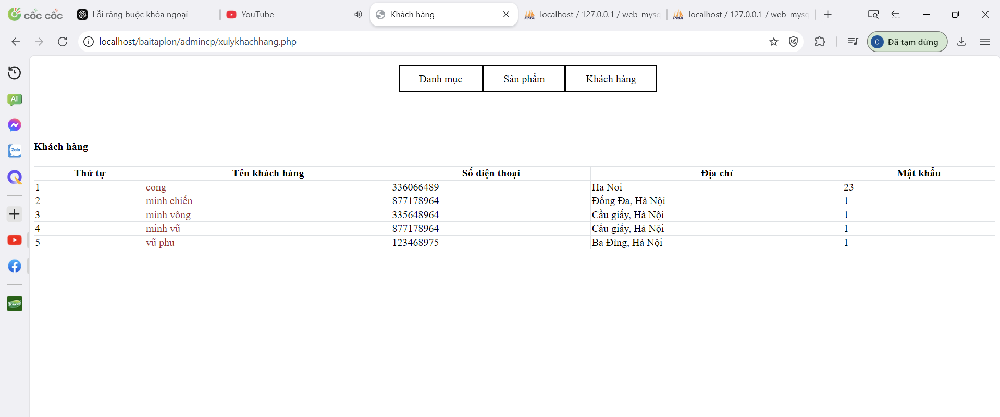 cốc cốc
Lỗi ràng buộc khóa ngoại
YouTube
Khách hàng
localhost / 127.0.0.1 / web_mysq
localhost / 127.0.0.1 / web_mysq
localhost/baitaplon/admincp/xulykhachhang.php
C
Đã tạm dừng
AI
Zalo
Danh mục
Sản phẩm
Khách hàng
Khách hàng
Thứ tự Tên khách hàng Số điện thoại Địa chỉ Mật khẩu
1 cong 336066489 Ha Noi 23
2 minh chiến 877178964 Đống Đa, Hà Nội 1
3 minh vông 335648964 Cầu giấy, Hà Nội 1
4 minh vũ 877178964 Cầu giấy, Hà Nội 1
5 vũ phu 123468975 Ba Đìng, Hà Nội 1